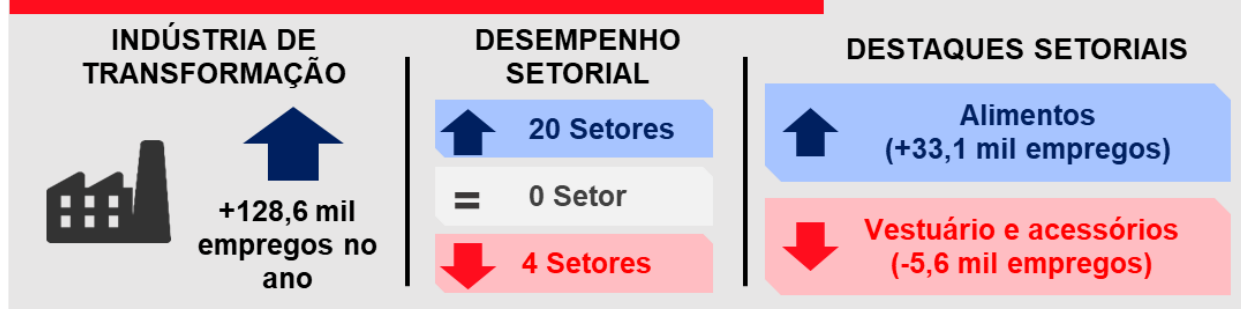 INDÚSTRIA DE
TRANSFORMAÇÃO
+128,6 mil
empregos no
ano
DESEMPENHO
SETORIAL
20 Setores
= 0 Setor
4 Setores
DESTAQUES SETORIAIS
Alimentos
(+33,1 mil empregos)
Vestuário e acessórios
(-5,6 mil empregos)